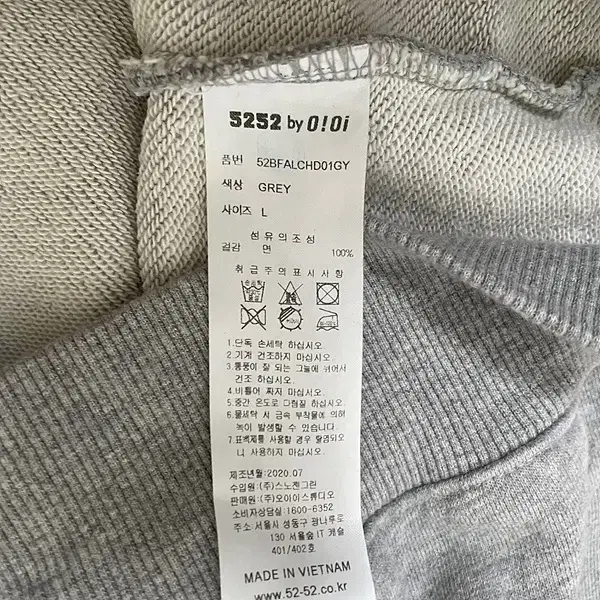 5252 by O!Oi
품번 52BFALCHD01GY
색상 GREY
사이즈 L
섬유의조성
겉감 면 100%
취급주의표시사항
1.단독 손세탁 하십시오.
2.기계 건조하지 마십시오.
3.통풍이 잘 되는 그늘에 뉘어서
건조 하십시오.
4.비틀어 짜지 마십시오.
5.중간 온도로 다림질 하십시오.
6.물세탁 시 금속 부착물에 의해
녹이 발생할 수 있습니다.
7.표백제를 사용할 경우 탈염되오
니 사용하지 마십시오.
제조년월:2020.07
수입원:(주)스노젠그린
판매원:(주)오아이스튜디오
소비자상담실:1600-6352
주소:서울시 성동구 광나루로
130 서울숲 IT 캐슬
401/402호
MADE IN VIETNAM
www.52-52.co.kr